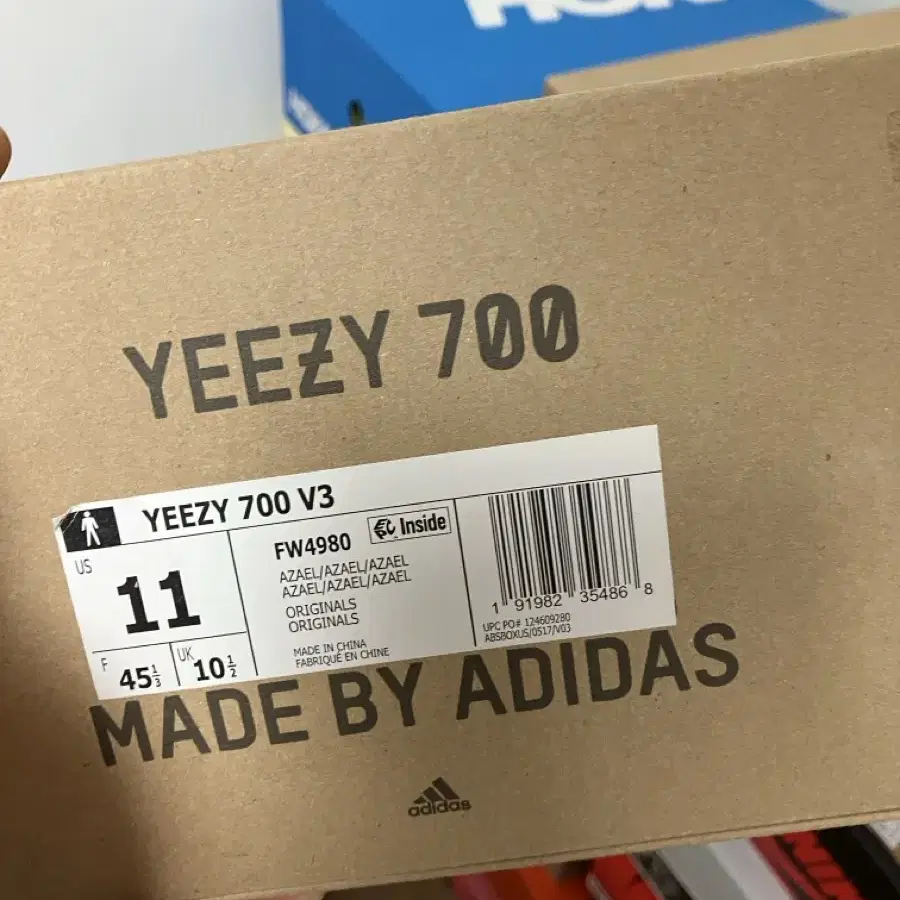 YEEZY 700
YEEZY 700 V3
US
11
F
45⅓
UK
10½
FW4980
Inside
AZAEL/AZAEL/AZAEL
AZAEL/AZAEL/AZAEL
ORIGINALS
ORIGINALS
MADE IN CHINA
FABRIQUÉ EN CHINE
1 91982 35486 8
UPC PO# 124609280
ABSBOXUS/0517/V03
MADE BY ADIDAS
adidas